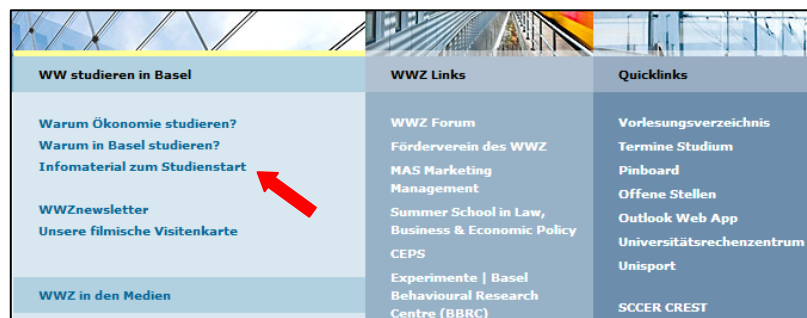 WW studieren in Basel
Warum Ökonomie studieren?
Warum in Basel studieren?
Infomaterial zum Studienstart
WWZnewsletter
Unsere filmische Visitenkarte
WWZ in den Medien
WWZ Links
WWZ Forum
Förderverein des WWZ
MAS Marketing
Management
Summer School in Law,
Business & Economic Policy
CEPS
Experimente | Basel
Behavioural Research
Centre (BBRC)
Quicklinks
Vorlesungsverzeichnis
Termine Studium
Pinboard
Offene Stellen
Outlook Web App
Universitätsrechenzentrum
Unisport
SCCER CREST